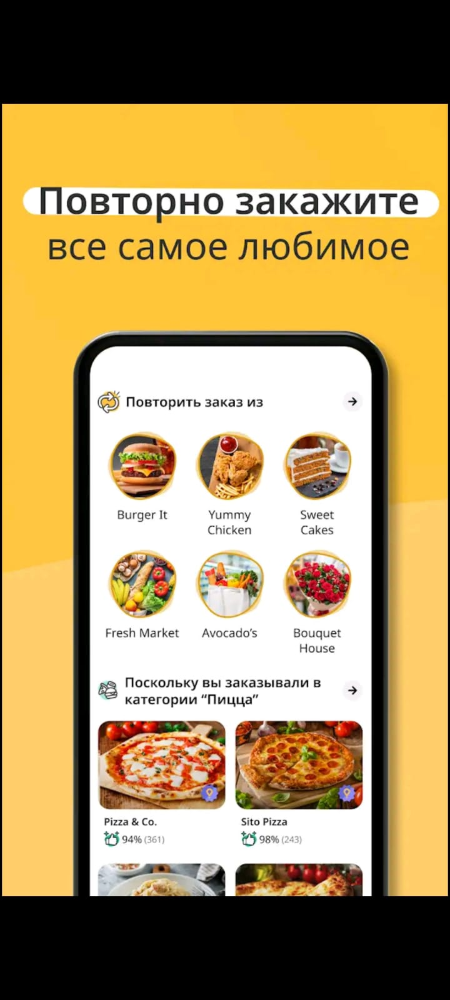 Повторно закажите
все самое любимое
Повторить заказ из
Burger It
Yummy
Chicken
Sweet
Cakes
Fresh Market
Avocado’s
Bouquet
House
Поскольку вы заказывали в
категории “Пицца”
Pizza & Co.
94% (361)
Sito Pizza
98% (243)